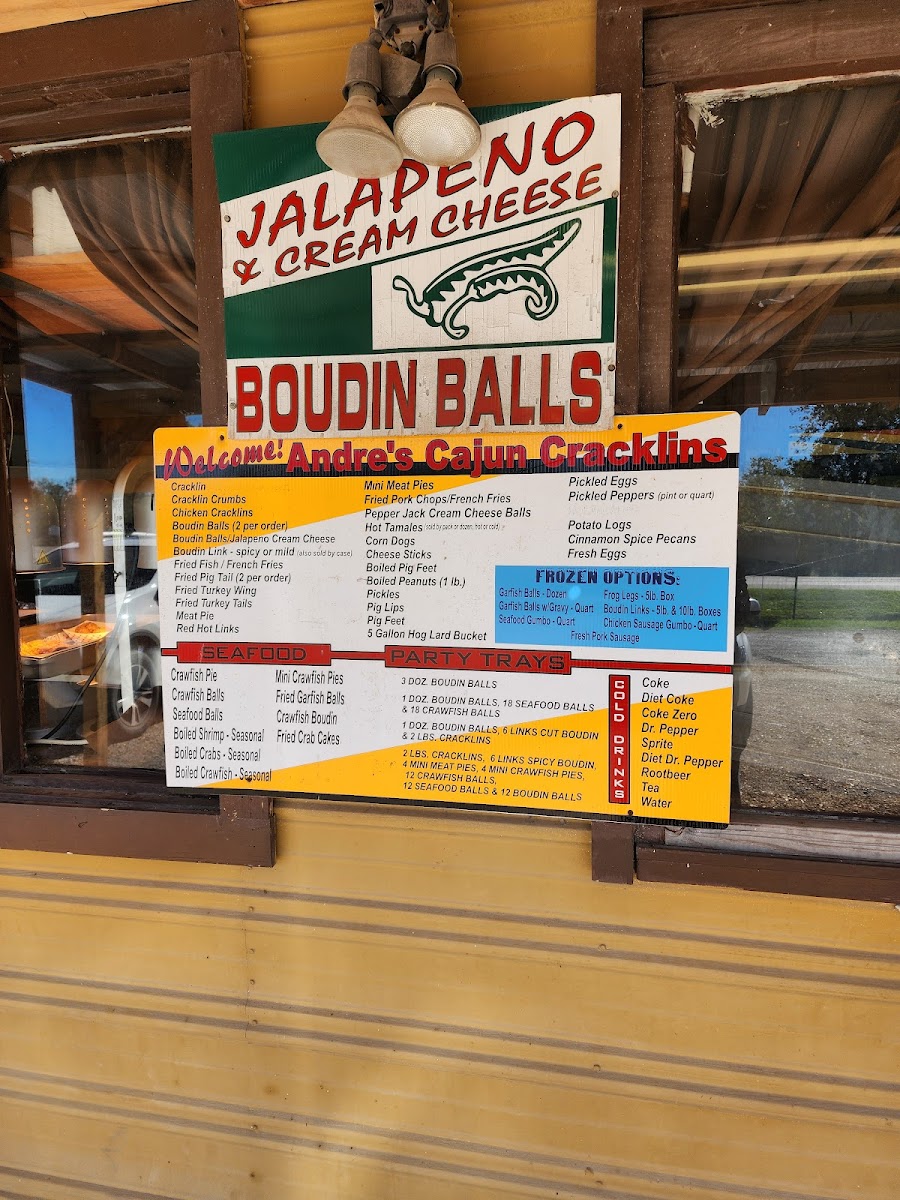 JALAPENO
& CREAM CHEESE
BOUDIN BALLS
Welcome! Andre's Cajun Cracklins
Cracklin
Cracklin Crumbs
Chicken Cracklins
Boudin Balls (2 per order)
Boudin Balls/Jalapeno Cream Cheese
Boudin Link - spicy or mild (also sold by case)
Fried Fish / French Fries
Fried Pig Tail (2 per order)
Fried Turkey Wing
Fried Turkey Tails
Meat Pie
Red Hot Links
Mini Meat Pies
Fried Pork Chops/French Fries
Pepper Jack Cream Cheese Balls
Hot Tamales (sold by pack or dozen, hot or cold)
Corn Dogs
Cheese Sticks
Boiled Pig Feet
Boiled Peanuts (1 lb.)
Pickles
Pig Lips
Pig Feet
5 Gallon Hog Lard Bucket
Pickled Eggs
Pickled Peppers (pint or quart)
Potato Logs
Cinnamon Spice Pecans
Fresh Eggs
FROZEN OPTIONS:
Garfish Balls - Dozen
Garfish Balls w/Gravy - Quart
Seafood Gumbo - Quart
Frog Legs - 5lb. Box
Boudin Links - 5lb. & 10lb. Boxes
Chicken Sausage Gumbo - Quart
Fresh Pork Sausage
SEAFOOD
Crawfish Pie
Crawfish Balls
Seafood Balls
Boiled Shrimp - Seasonal
Boiled Crabs - Seasonal
Boiled Crawfish - Seasonal
Mini Crawfish Pies
Fried Garfish Balls
Crawfish Boudin
Fried Crab Cakes
PARTY TRAYS
3 DOZ. BOUDIN BALLS
1 DOZ. BOUDIN BALLS, 18 SEAFOOD BALLS
& 18 CRAWFISH BALLS
1 DOZ. BOUDIN BALLS, 6 LINKS CUT BOUDIN
& 2 LBS. CRACKLINS
2 LBS. CRACKLINS, 6 LINKS SPICY BOUDIN,
4 MINI MEAT PIES, 4 MINI CRAWFISH PIES,
12 CRAWFISH BALLS,
12 SEAFOOD BALLS & 12 BOUDIN BALLS
COLD DRINKS
Coke
Diet Coke
Coke Zero
Dr. Pepper
Sprite
Diet Dr. Pepper
Rootbeer
Tea
Water